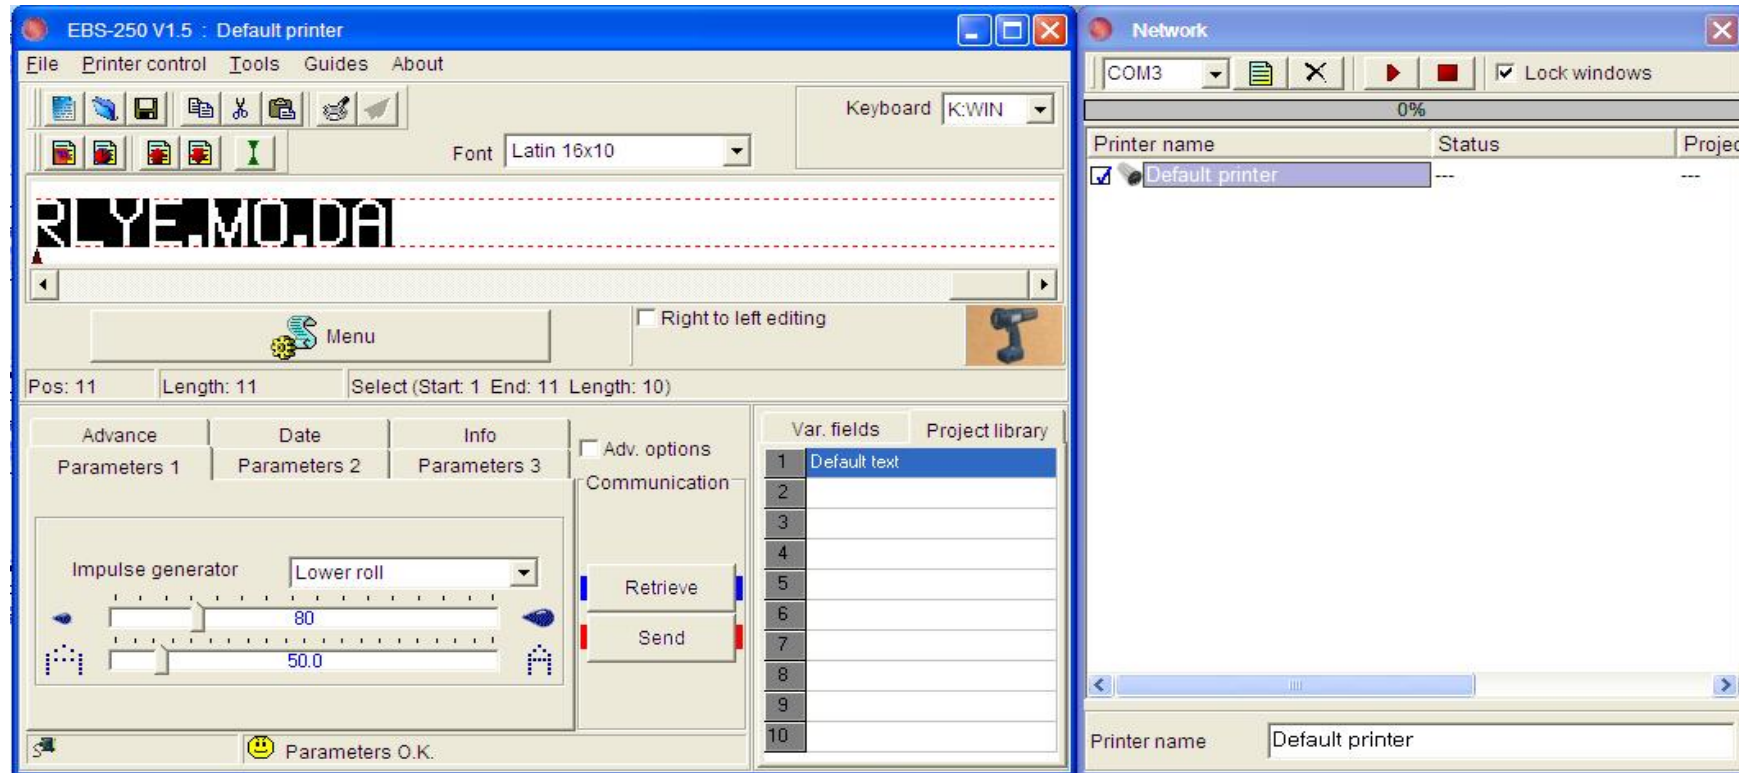 EBS-250 V1.5 : Default printer
File Printer control Tools Guides About
Keyboard K:WIN
Font Latin 16x10
RLYE.MO.DA
Menu
Right to left editing
Pos: 11 Length: 11 Select (Start: 1 End: 11 Length: 10)
Advance Date Info
Parameters 1 Parameters 2 Parameters 3
Impulse generator Lower roll
80
50.0
Adv. options
Communication
Retrieve
Send
Var. fields Project library
1 Default text
2
3
4
5
6
7
8
9
10
Parameters O.K.
Network
COM3 Lock windows
0%
Printer name Status Projec
Default printer --- ---
Printer name Default printer